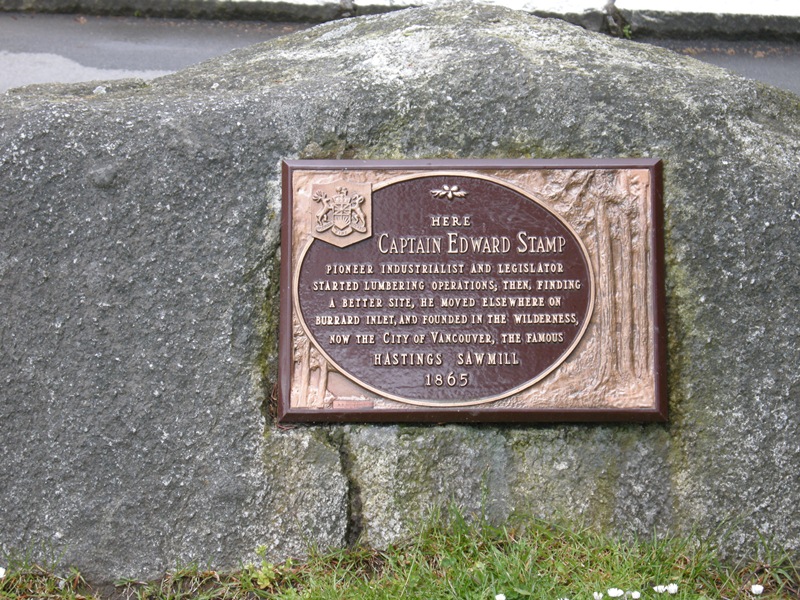 HERE
CAPTAIN EDWARD STAMP
PIONEER INDUSTRIALIST AND LEGISLATOR
STARTED LUMBERING OPERATIONS; THEN, FINDING
A BETTER SITE, HE MOVED ELSEWHERE ON
BURRARD INLET, AND FOUNDED IN THE WILDERNESS,
NOW THE CITY OF VANCOUVER, THE FAMOUS
HASTINGS SAWMILL
1865